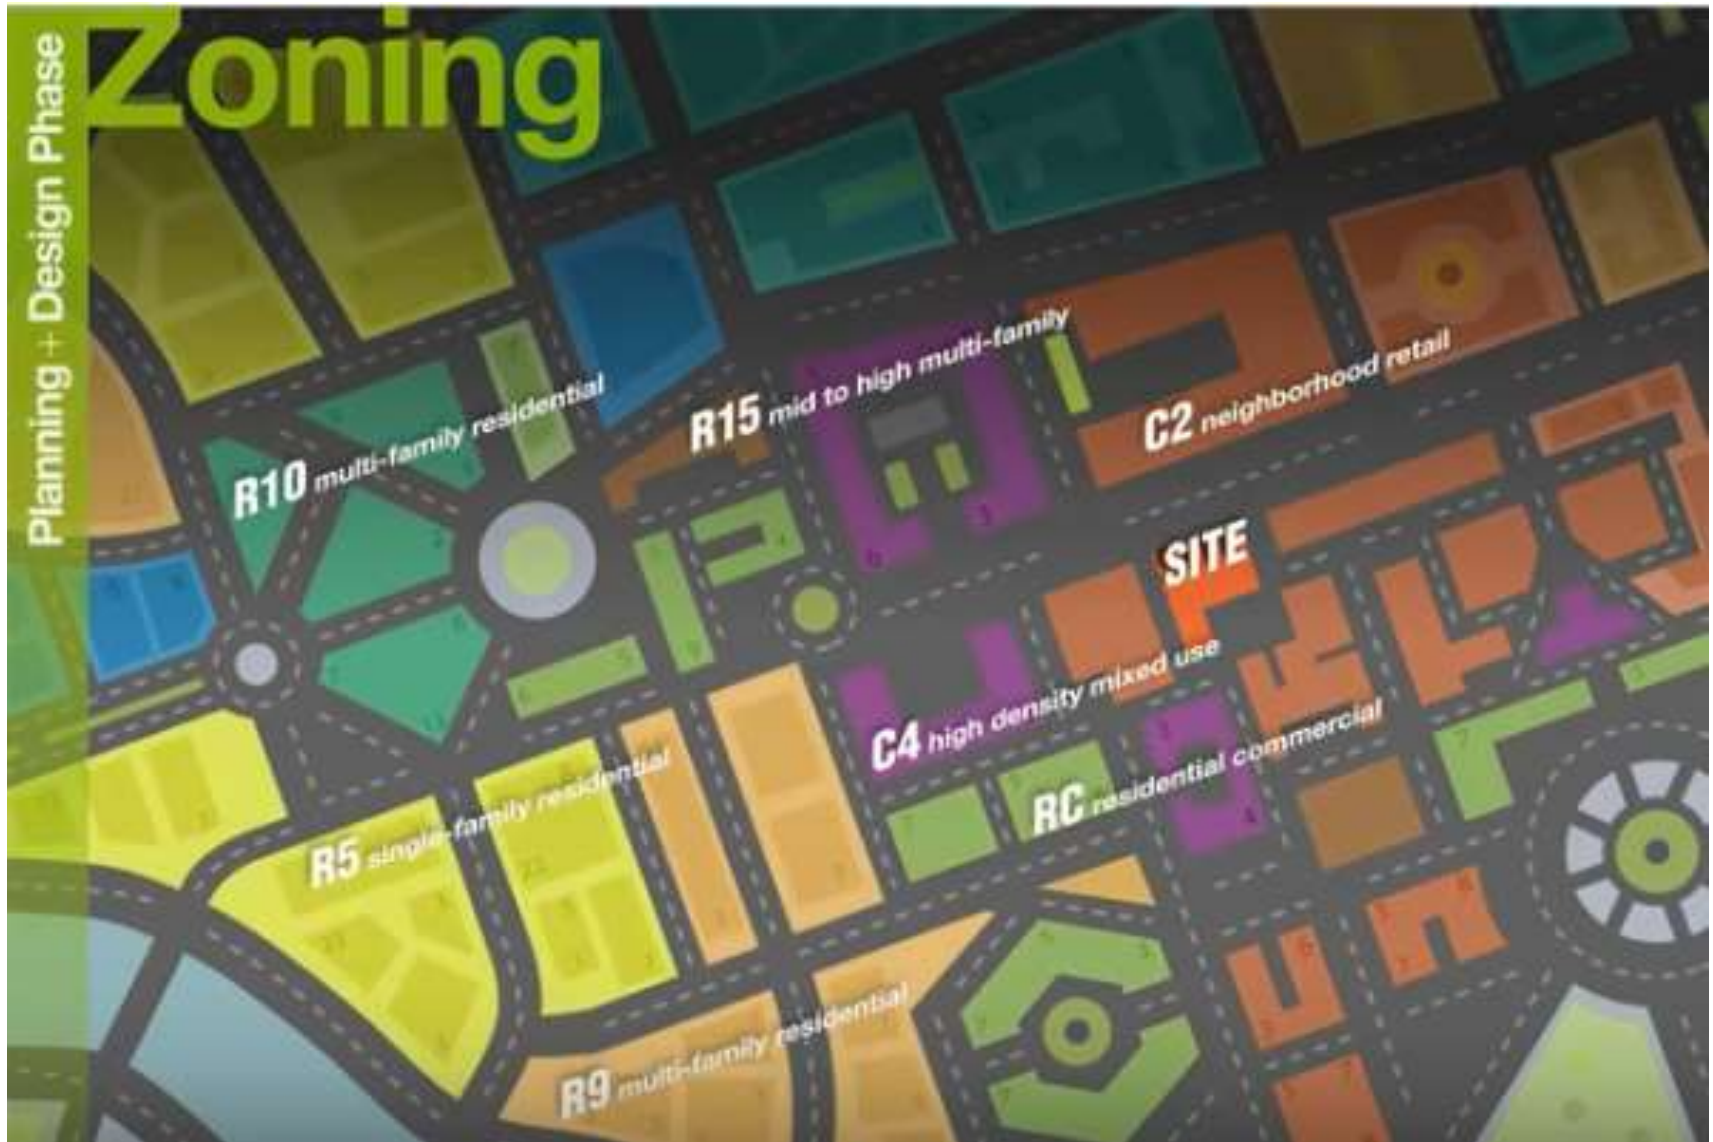 Zoning
Planning + Design Phase
R10 multi-family residential
R15 mid to high multi-family
C2 neighborhood retail
SITE
C4 high density mixed use
RC residential commercial
R5 single-family residential
R9 multi-family residential